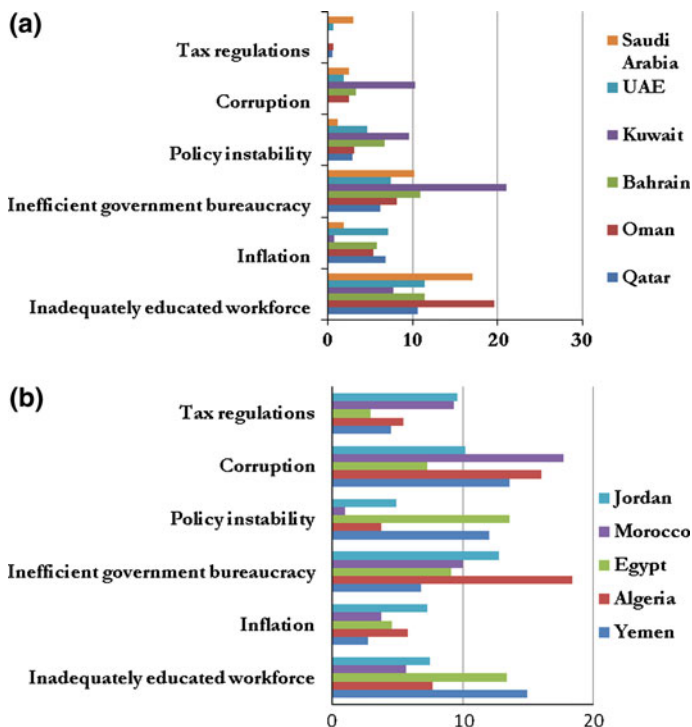 (a)
Tax regulations
Corruption
Policy instability
Inefficient government bureaucracy
Inflation
Inadequately educated workforce
0 10 20 30
Saudi
Arabia
UAE
Kuwait
Bahrain
Oman
Qatar
(b)
Tax regulations
Corruption
Policy instability
Inefficient government bureaucracy
Inflation
Inadequately educated workforce
0 10 20
Jordan
Morocco
Egypt
Algeria
Yemen